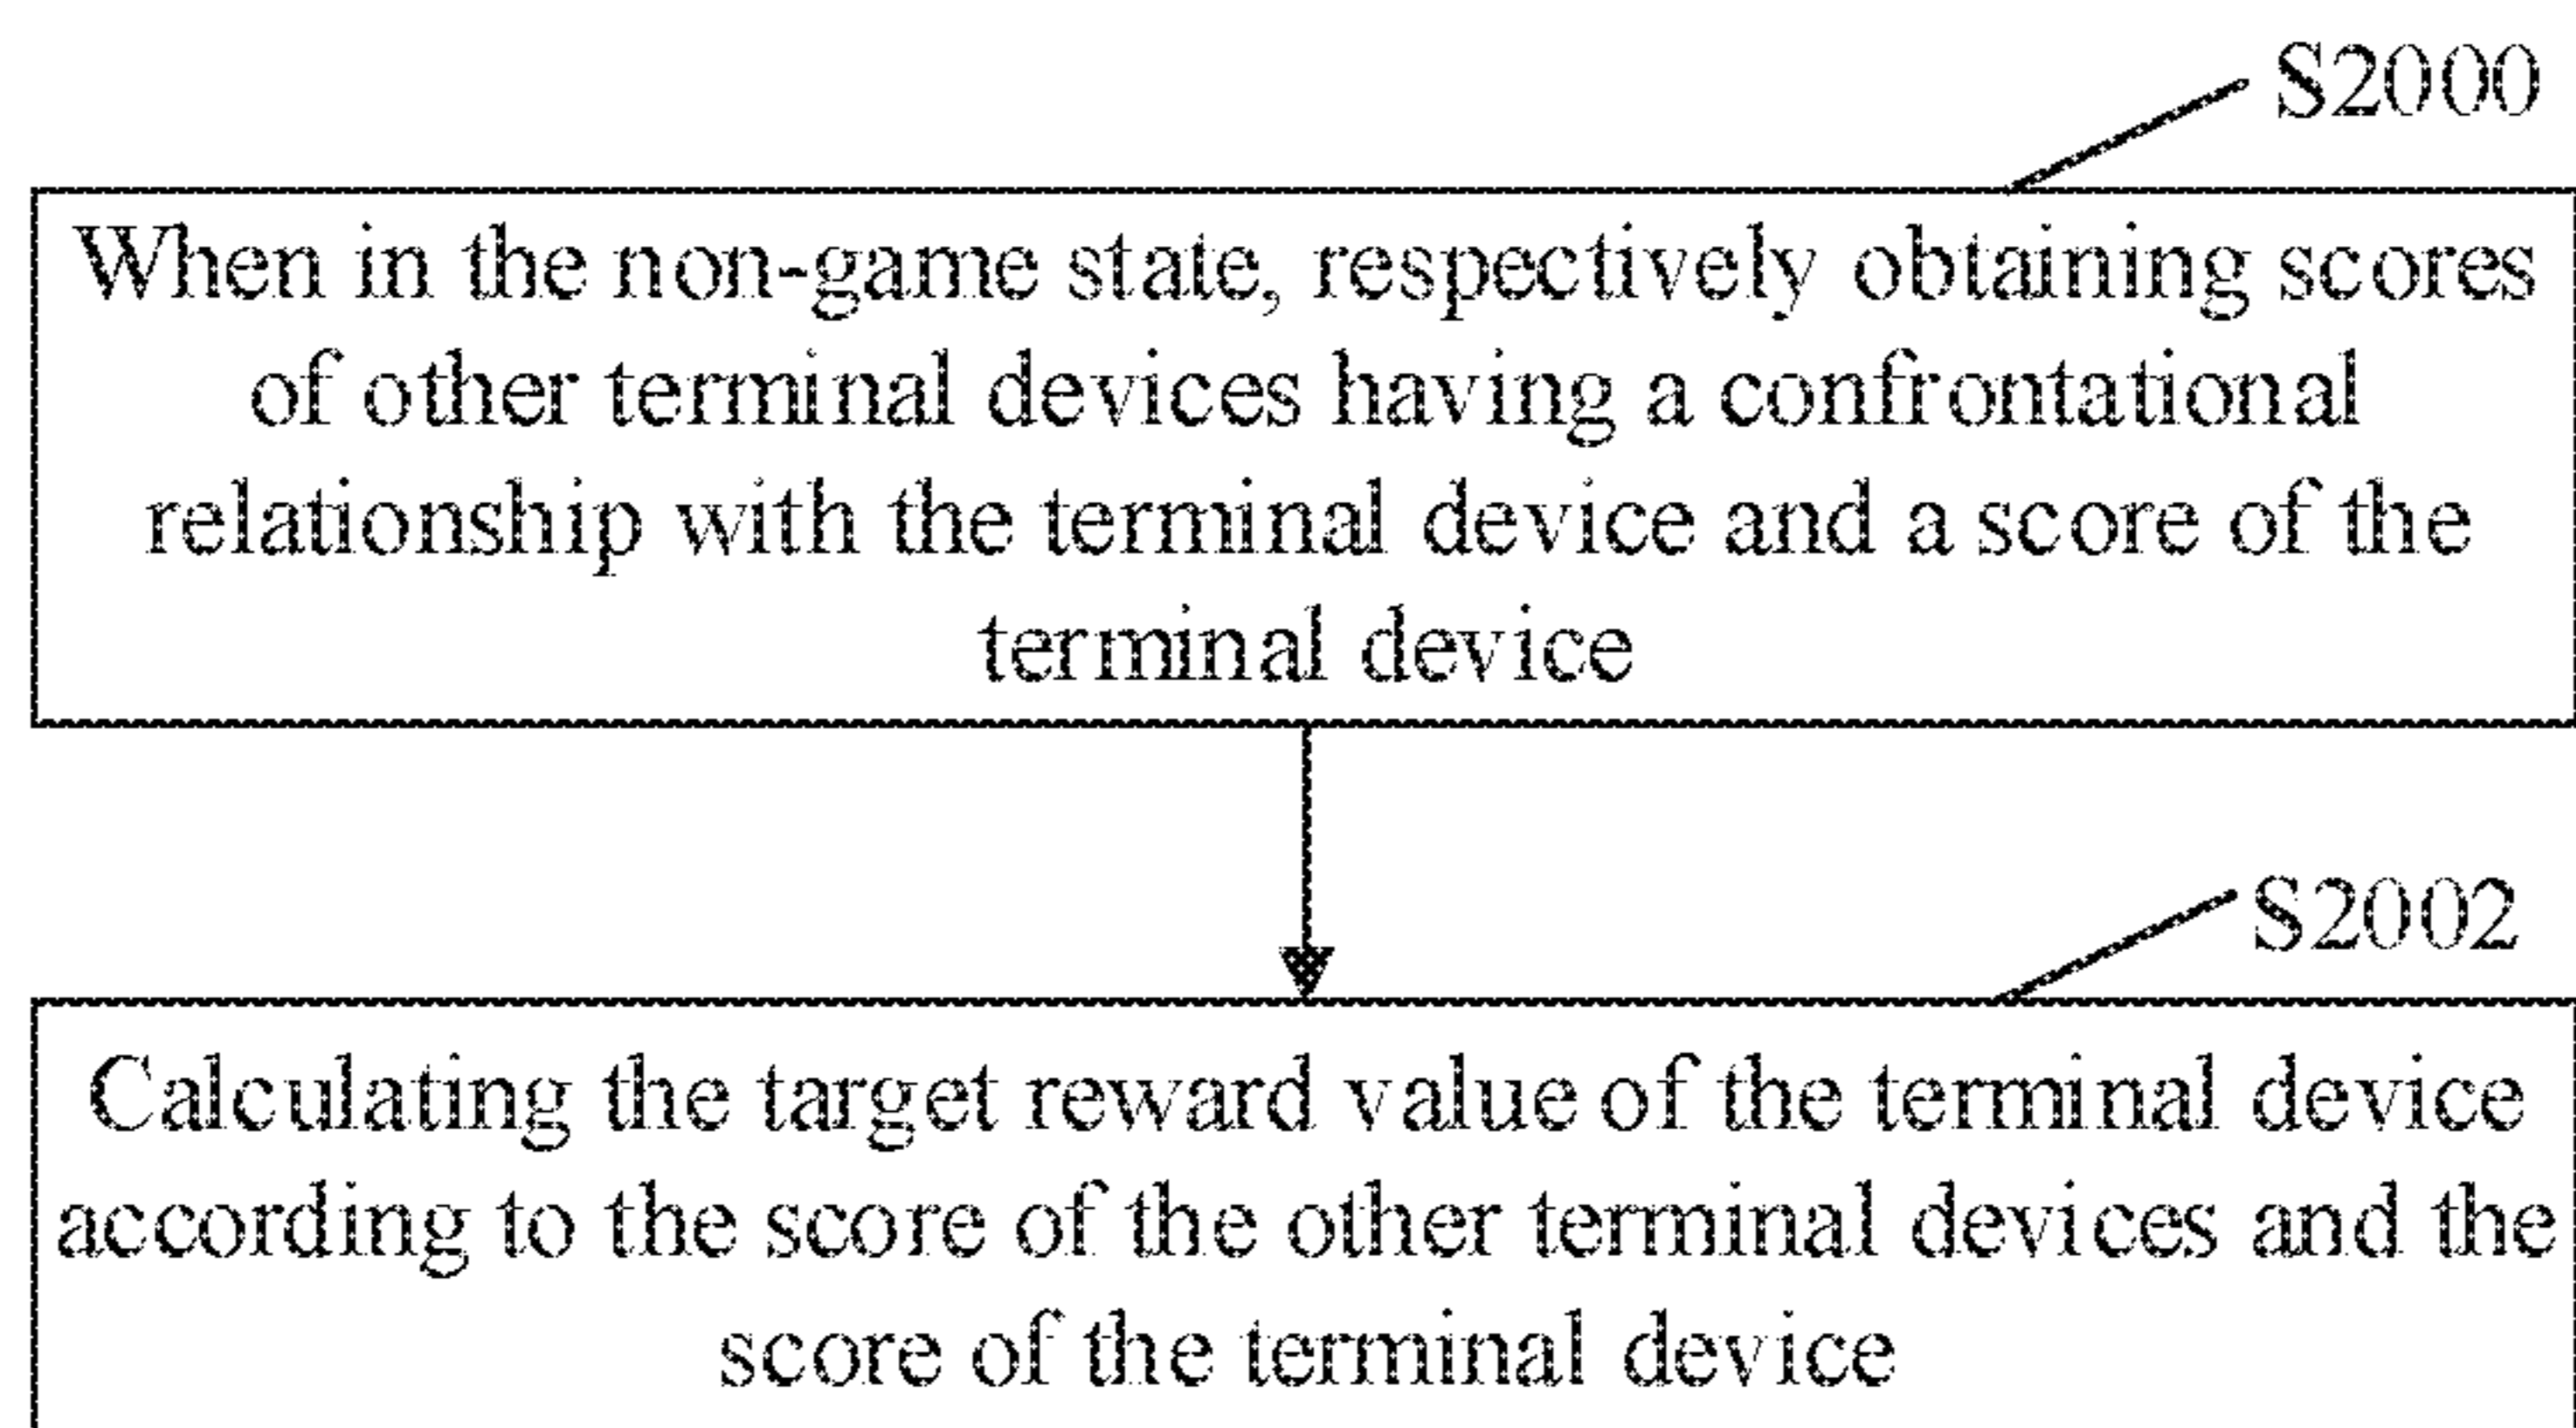 S2000
When in the non-game state, respectively obtaining scores
of other terminal devices having a confrontational
relationship with the terminal device and a score of the
terminal device
S2002
Calculating the target reward value of the terminal device
according to the score of the other terminal devices and the
score of the terminal device